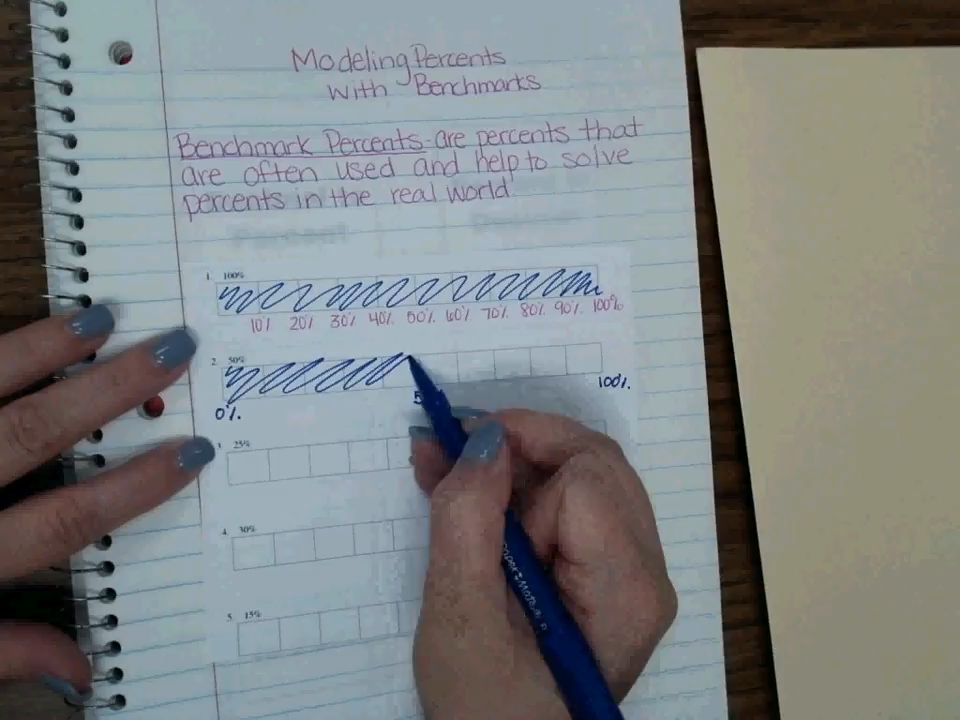 Modeling Percents
With Benchmarks
Benchmark Percents - are percents that
are often used and help to solve
percents in the real world.
1. 100%
10% 20% 30% 40% 50% 60% 70% 80% 90% 100%
2. 50%
0% 5 100%
3. 25%
4. 30%
5. 15%
PaperMate